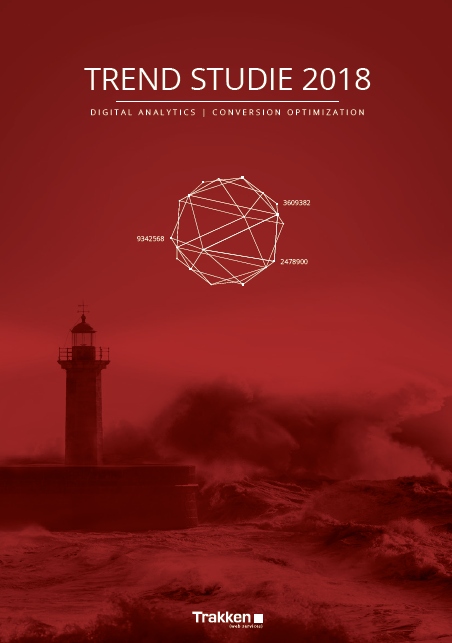 TREND STUDIE 2018
DIGITAL ANALYTICS | CONVERSION OPTIMIZATION
3609382
9342568
2478900
Trakken
(web services)